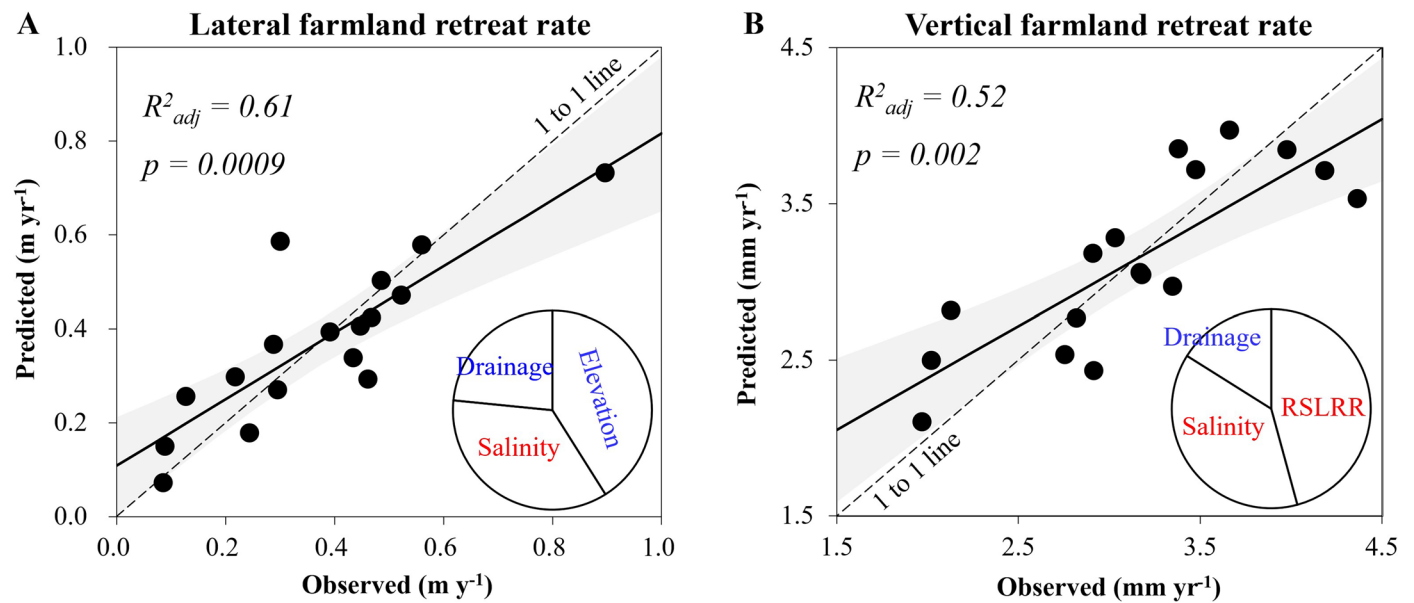 A
Lateral farmland retreat rate
1.0
0.8
0.6
0.4
0.2
0.0
Predicted (m yr⁻¹)
R²adj = 0.61
p = 0.0009
1 to 1 line
Drainage
Elevation
Salinity
0.0 0.2 0.4 0.6 0.8 1.0
Observed (m y⁻¹)
B
Vertical farmland retreat rate
4.5
3.5
2.5
1.5
Predicted (mm yr⁻¹)
R²adj = 0.52
p = 0.002
1 to 1 line
Drainage
RSLRR
Salinity
1.5 2.5 3.5 4.5
Observed (mm yr⁻¹)